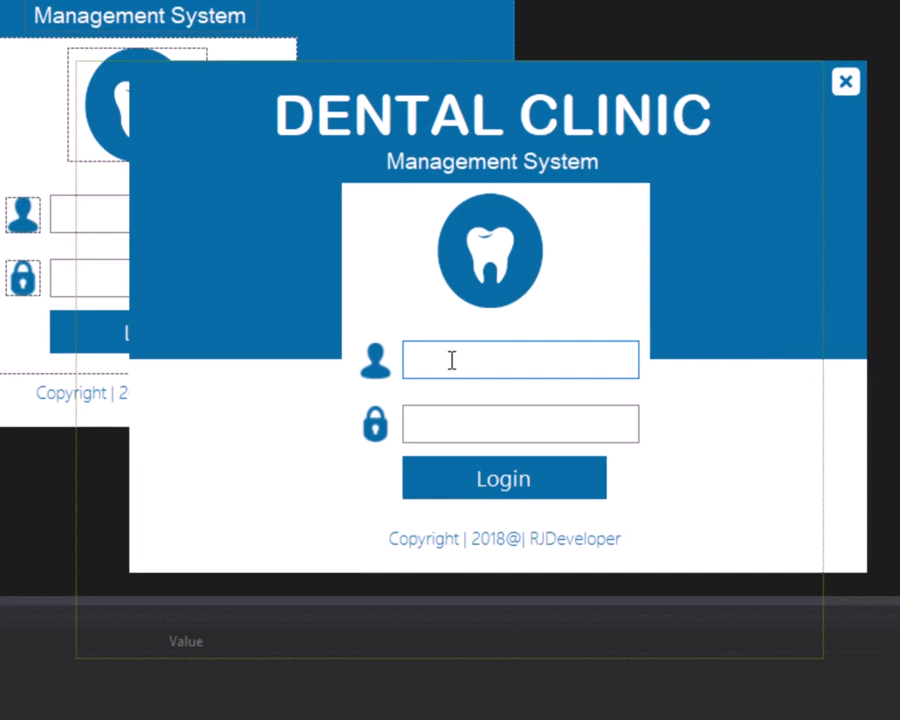 Management System
DENTAL CLINIC
Management System
L
Copyright | 2
Login
Copyright | 2018@| RJDeveloper
Value